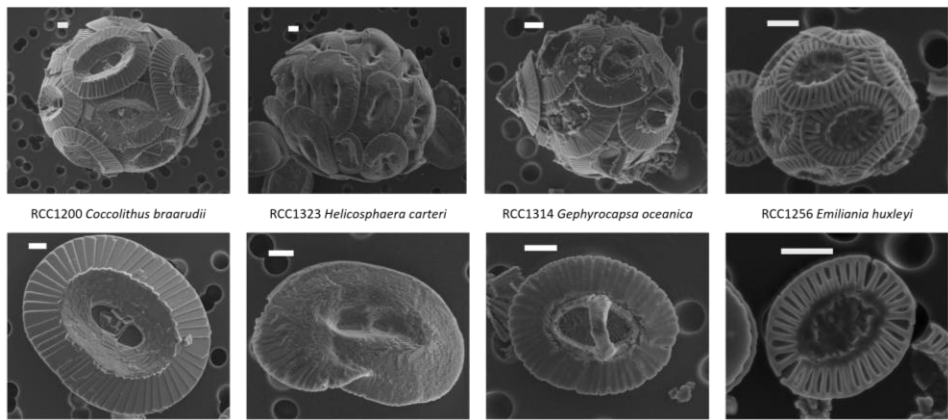 RCC1200 Coccolithus braarudii
RCC1323 Helicosphaera carteri
RCC1314 Gephyrocapsa oceanica
RCC1256 Emiliania huxleyi